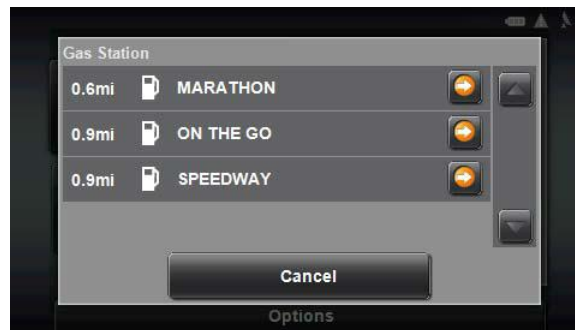 Gas Station
0.6mi MARATHON
0.9mi ON THE GO
0.9mi SPEEDWAY
Cancel
Options